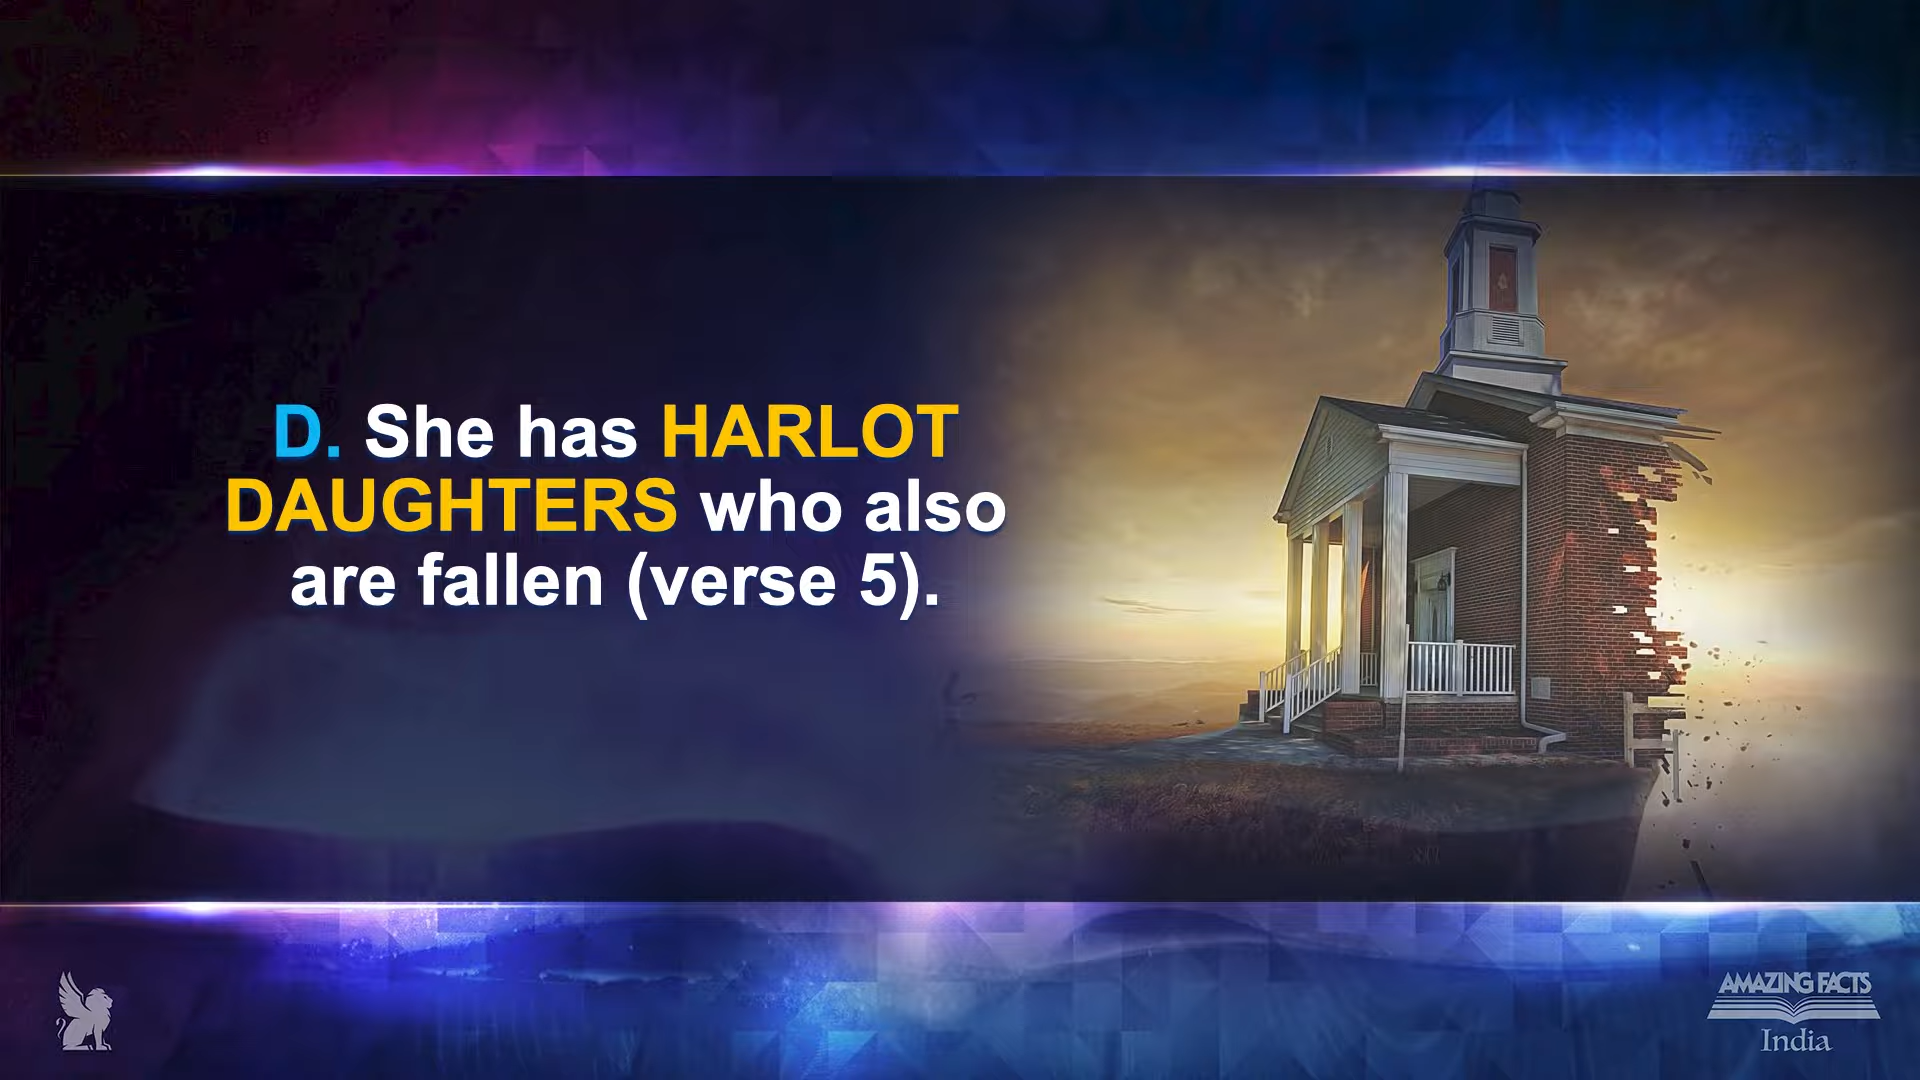 D. She has HARLOT
DAUGHTERS who also
are fallen (verse 5).
AMAZING FACTS
India